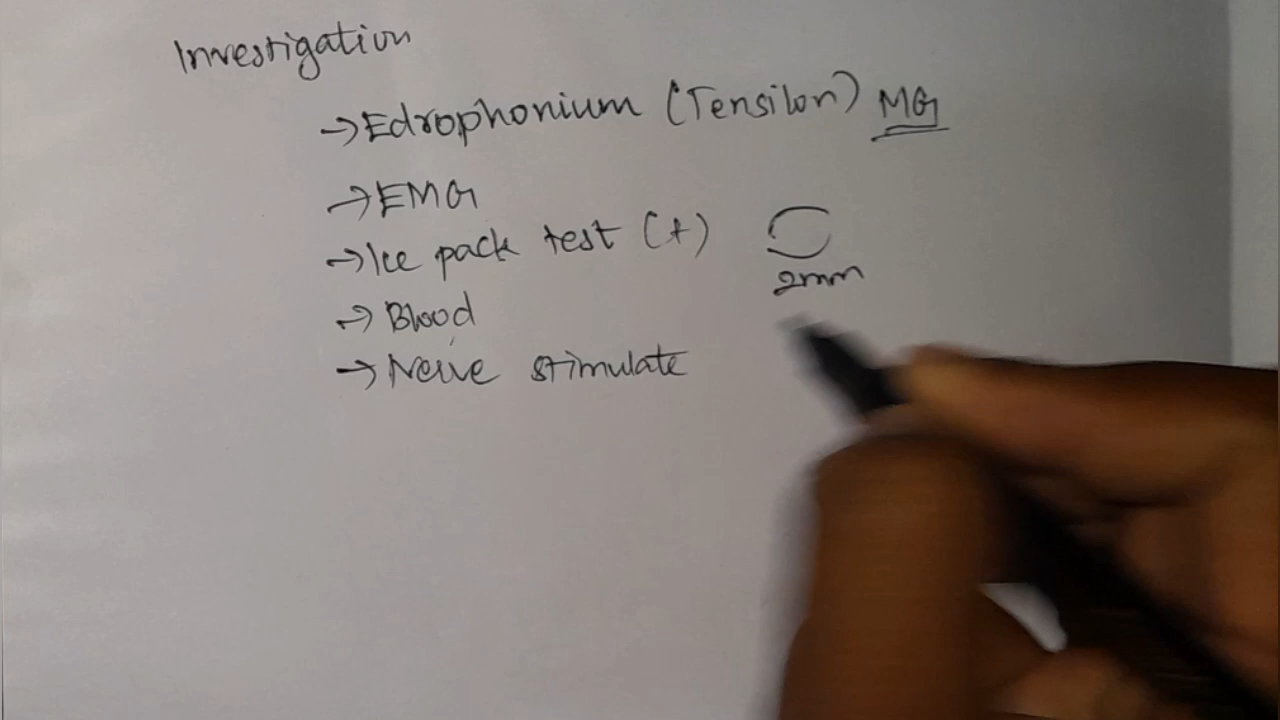 Investigation
→ Edrophonium (Tensilon) MG
→ EMG
→ Ice pack test (+)
2mm
→ Blood
→ Nerve stimulate